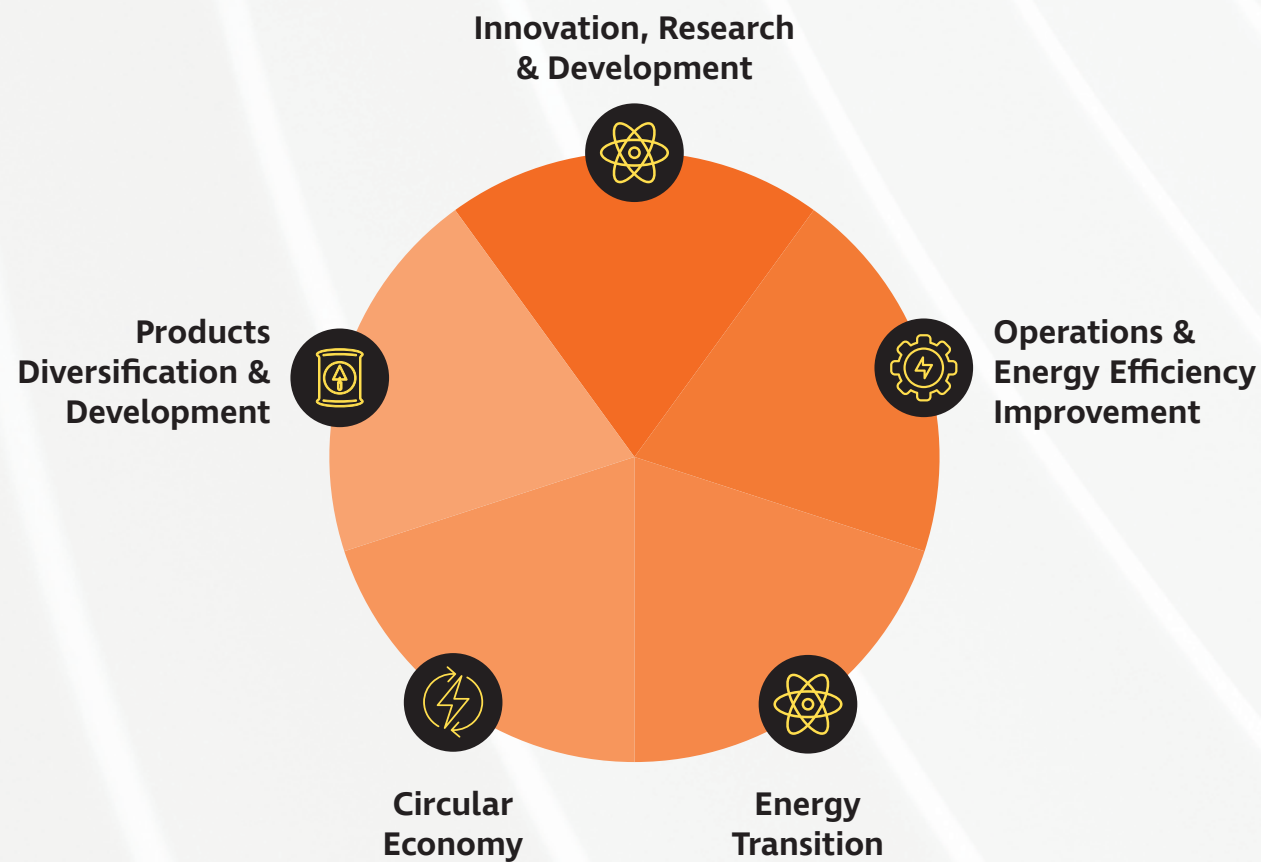 Innovation, Research
& Development
Products
Diversification &
Development
Operations &
Energy Efficiency
Improvement
Circular
Economy
Energy
Transition